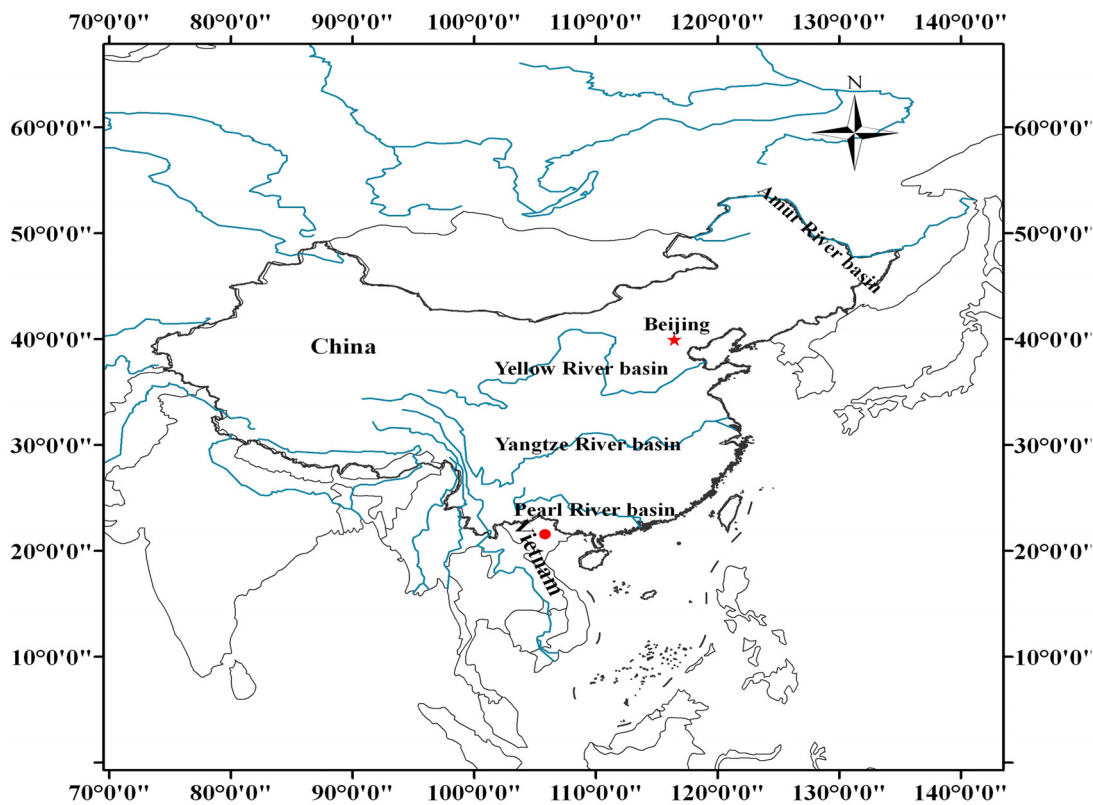 70°0'0'' 80°0'0'' 90°0'0'' 100°0'0'' 110°0'0'' 120°0'0'' 130°0'0'' 140°0'0''
N
60°0'0'' 60°0'0''
Amur River basin
50°0'0'' 50°0'0''
Beijing
40°0'0'' 40°0'0''
China
Yellow River basin
30°0'0'' Yangtze River basin 30°0'0''
Pearl River basin
Vietnam
20°0'0'' 20°0'0''
10°0'0'' 10°0'0''
70°0'0'' 80°0'0'' 90°0'0'' 100°0'0'' 110°0'0'' 120°0'0'' 130°0'0'' 140°0'0''